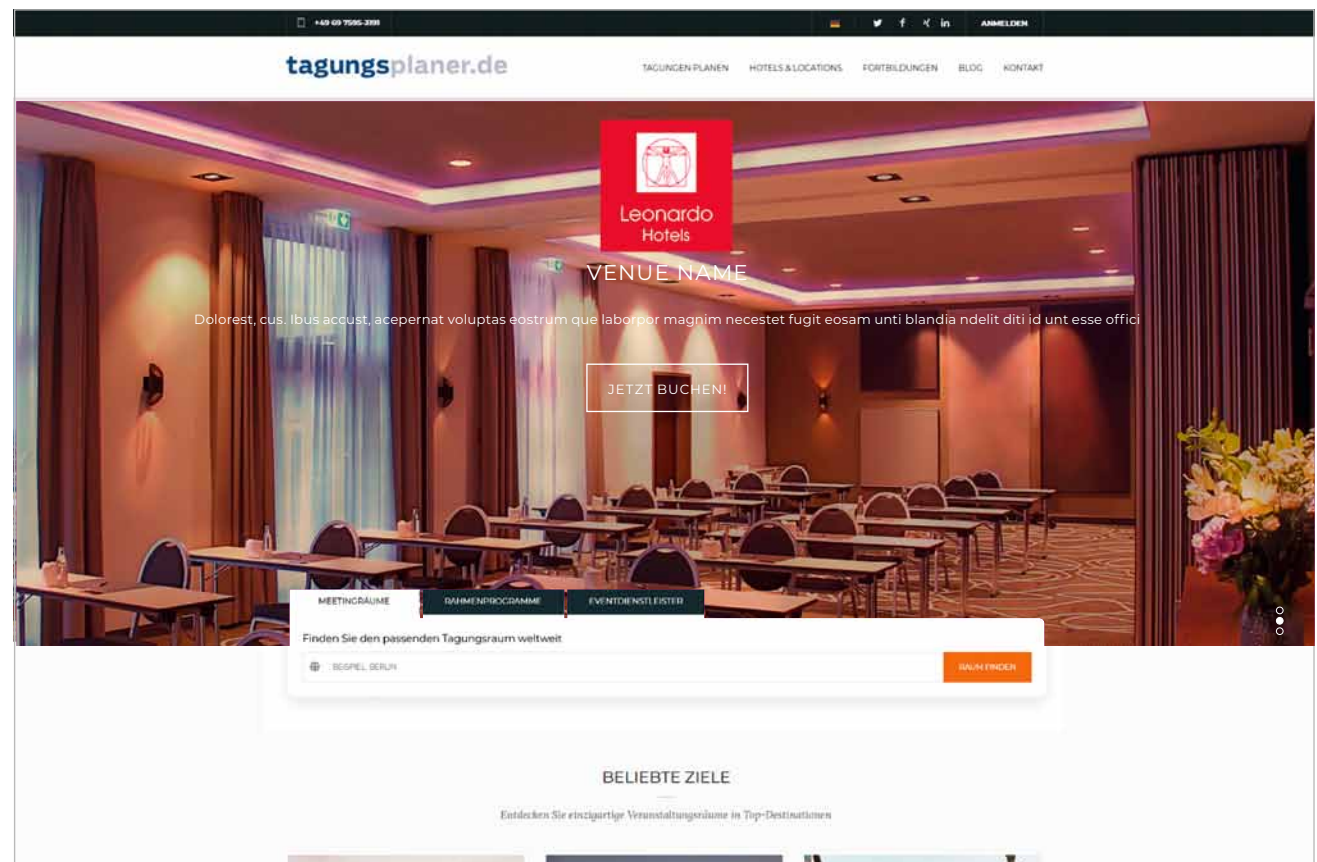 +49 69 7595-3191
ANMELDEN
tagungsplaner.de
TAGUNGEN PLANEN HOTELS & LOCATIONS FORTBILDUNGEN BLOG KONTAKT
Leonardo
Hotels
VENUE NAME
Dolorest, cus. Ibus accust, acepernat voluptas eostrum que laborpor magnim necestet fugit eosam unti blandia ndelit diti id unt esse offici
JETZT BUCHEN!
MEETINGRÄUME RAHMENPROGRAMME EVENTDIENSTLEISTER
Finden Sie den passenden Tagungsraum weltweit
BEISPIEL BERLIN RAUM FINDEN
BELIEBTE ZIELE
Entdecken Sie einzigartige Veranstaltungsräume in Top-Destinationen